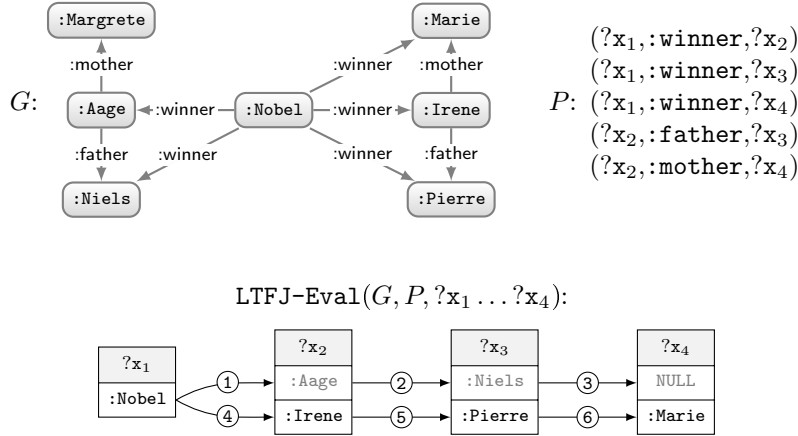 :Margrete :Marie
:mother :winner :mother
G: :Aage :winner :Nobel :winner :Irene
:father :winner :winner :father
:Niels :Pierre
P: (?x₁,:winner,?x₂)
(?x₁,:winner,?x₃)
(?x₁,:winner,?x₄)
(?x₂,:father,?x₃)
(?x₂,:mother,?x₄)
LTFJ-Eval(G, P, ?x₁ ... ?x₄):
?x₁ ?x₂ ?x₃ ?x₄
:Aage :Niels NULL
1 2 3
:Nobel
4 5 6
:Irene :Pierre :Marie